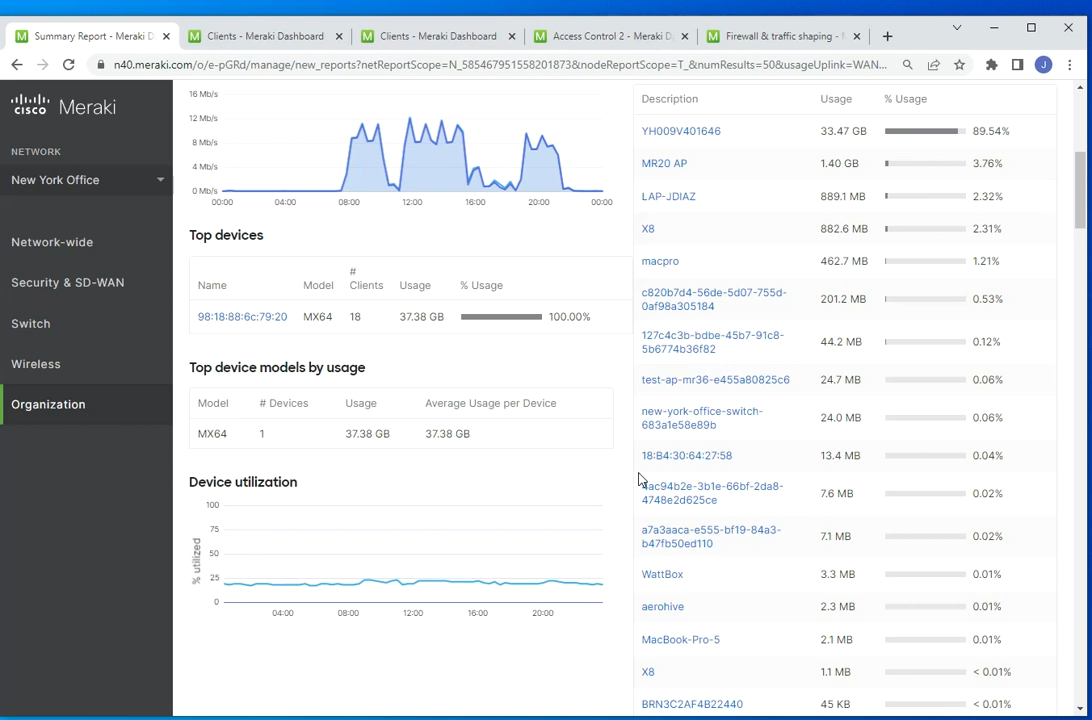 Summary Report - Meraki D
Clients - Meraki Dashboard
Clients - Meraki Dashboard
Access Control 2 - Meraki D
Firewall & traffic shaping -
n40.meraki.com/o/e-pGRd/manage/new_reports?netReportScope=N_585467951558201873&nodeReportScope=T_&numResults=50&usageUplink=WAN...
J
CISCO Meraki
NETWORK
New York Office
Network-wide
Security & SD-WAN
Switch
Wireless
Organization
16 Mb/s
12 Mb/s
8 Mb/s
4 Mb/s
0 Mb/s
00:00 04:00 08:00 12:00 16:00 20:00 00:00
Top devices
Name Model # Clients Usage % Usage
98:18:88:6c:79:20 MX64 18 37.38 GB 100.00%
Top device models by usage
Model # Devices Usage Average Usage per Device
MX64 1 37.38 GB 37.38 GB
Device utilization
% utilized
100
75
50
25
0
04:00 08:00 12:00 16:00 20:00
Description Usage % Usage
YH009V401646 33.47 GB 89.54%
MR20 AP 1.40 GB 3.76%
LAP-JDIAZ 889.1 MB 2.32%
X8 882.6 MB 2.31%
macpro 462.7 MB 1.21%
c820b7d4-56de-5d07-755d-
0af98a305184 201.2 MB 0.53%
127c4c3b-bdbe-45b7-91c8-
5b6774b36f82 44.2 MB 0.12%
test-ap-mr36-e455a80825c6 24.7 MB 0.06%
new-york-office-switch-
683a1e58e89b 24.0 MB 0.06%
18:B4:30:64:27:58 13.4 MB 0.04%
4ac94b2e-3b1e-66bf-2da8-
4748e2d625ce 7.6 MB 0.02%
a7a3aaca-e555-bf19-84a3-
b47fb50ed110 7.1 MB 0.02%
WattBox 3.3 MB 0.01%
aerohive 2.3 MB 0.01%
MacBook-Pro-5 2.1 MB 0.01%
X8 1.1 MB < 0.01%
BRN3C2AF4B22440 45 KB < 0.01%